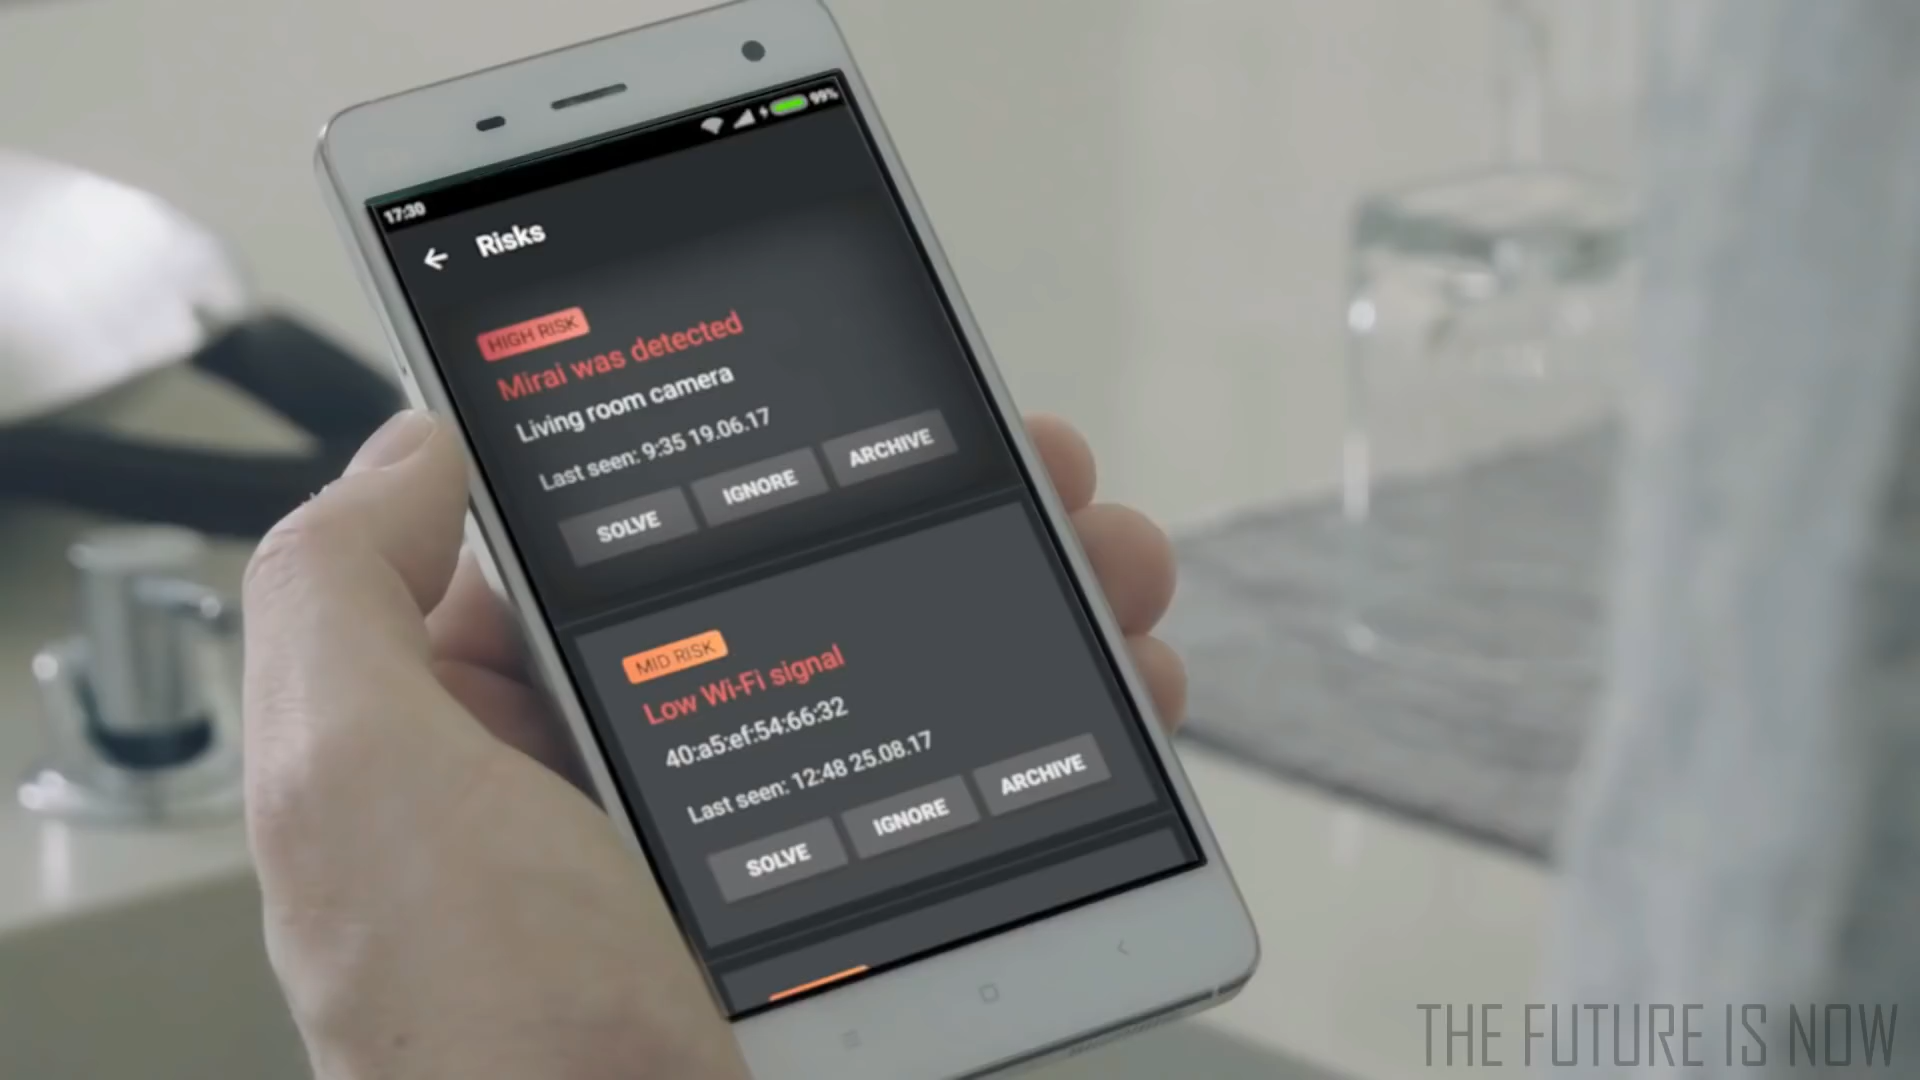 99%
17:30
Risks
HIGH RISK
Mirai was detected
Living room camera
Last seen: 9:35 19.06.17
SOLVE IGNORE ARCHIVE
MID RISK
Low Wi-Fi signal
40:a5:ef:54:66:32
Last seen: 12:48 25.08.17
SOLVE IGNORE ARCHIVE
THE FUTURE IS NOW